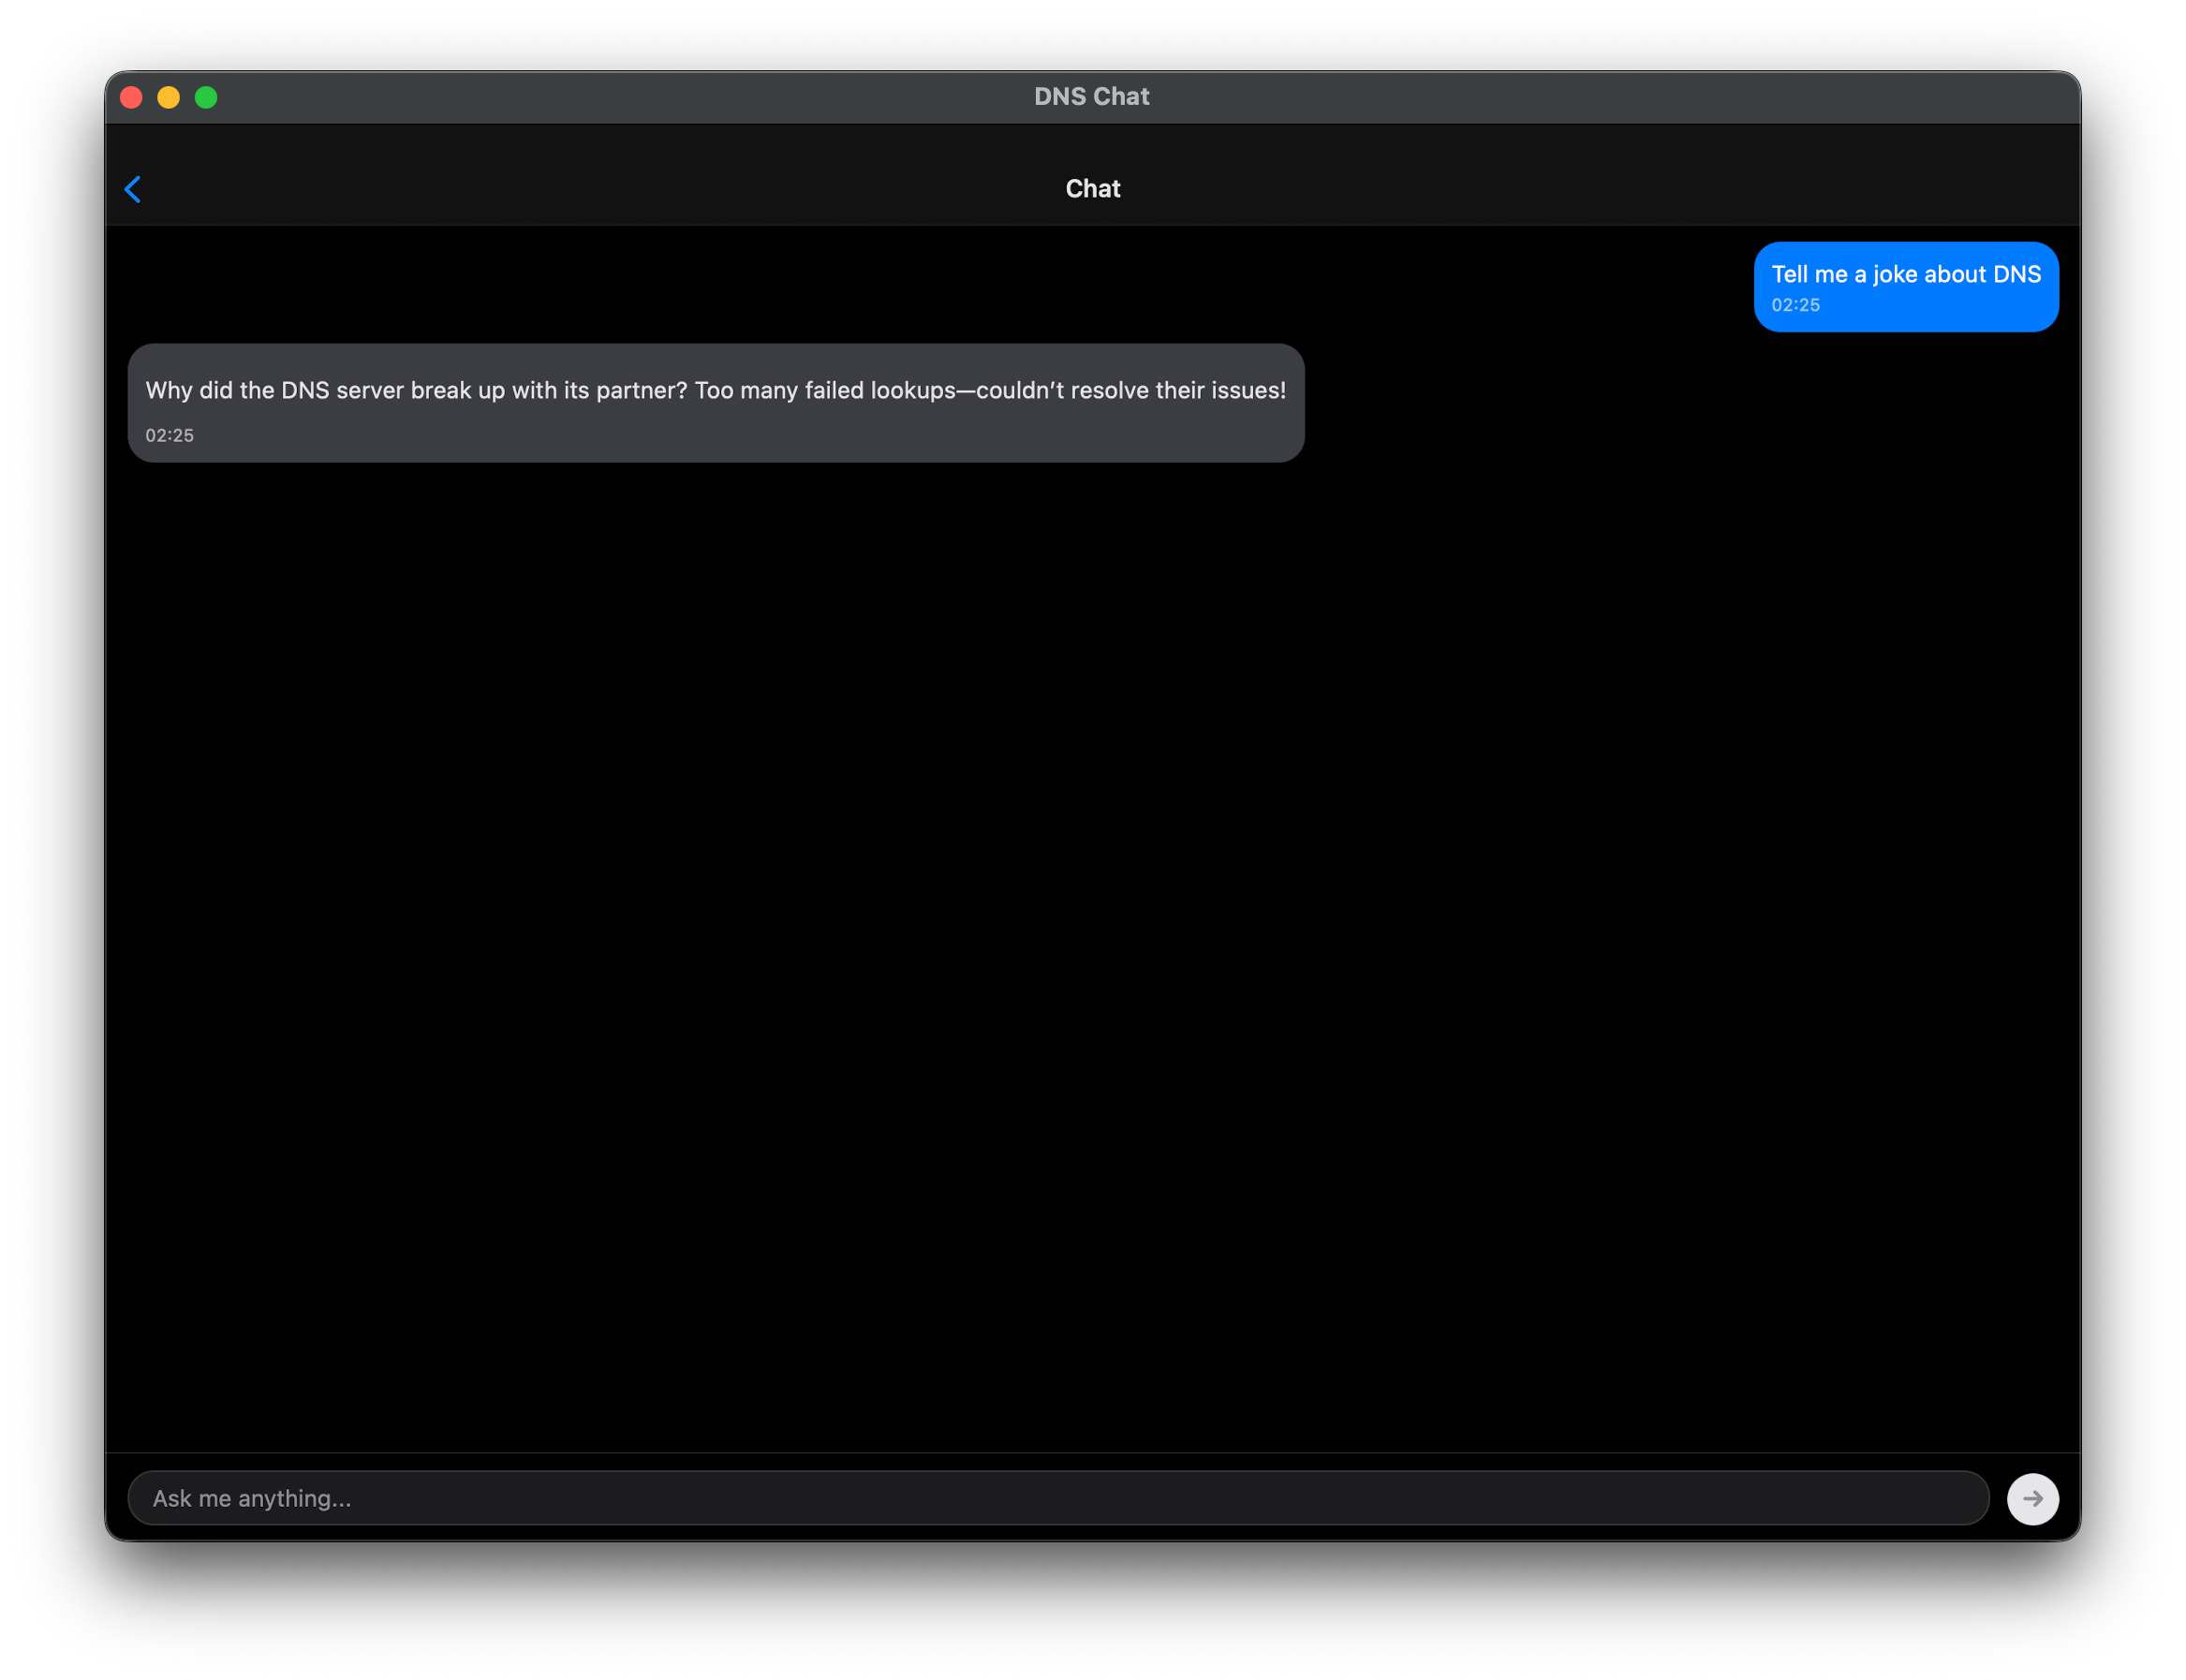 DNS Chat
Chat
Tell me a joke about DNS
02:25
Why did the DNS server break up with its partner? Too many failed lookups—couldn’t resolve their issues!
02:25
Ask me anything...